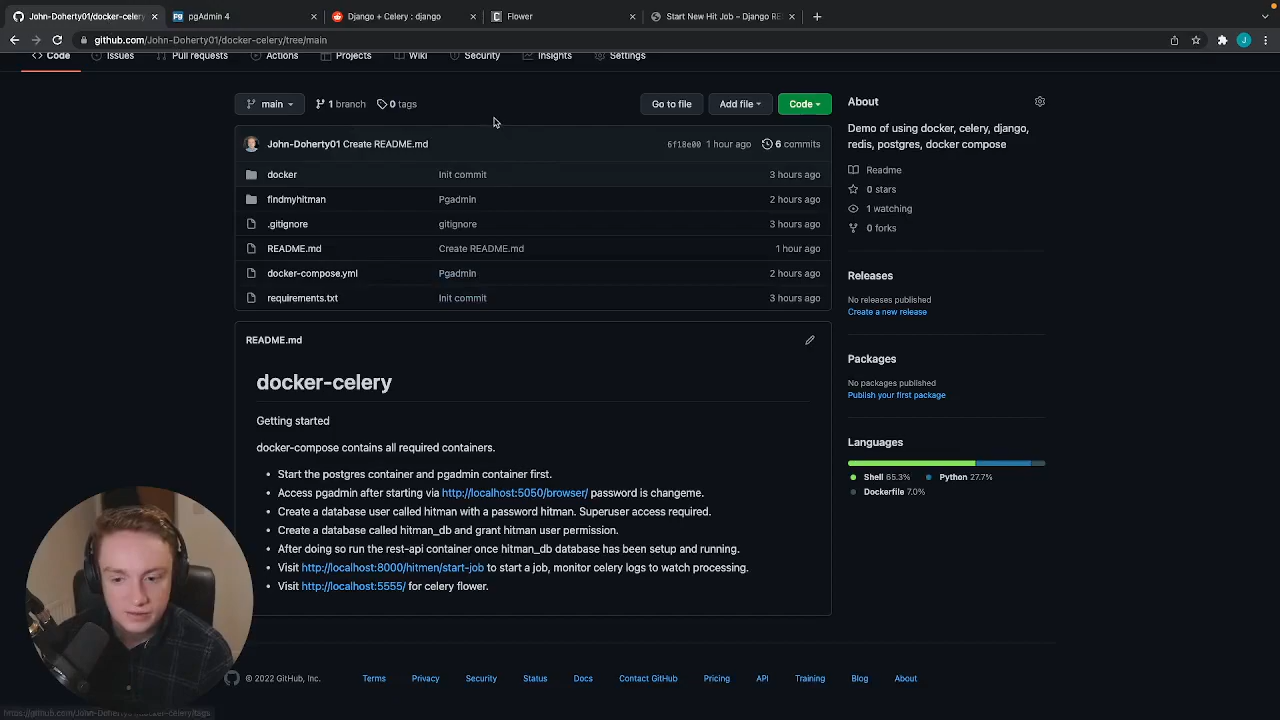 John-Doherty01/docker-celery
pgAdmin 4
Django + Celery : django
Flower
Start New Hit Job – Django RE
github.com/John-Doherty01/docker-celery/tree/main
J
Code
Issues
Pull requests
Actions
Projects
Wiki
Security
Insights
Settings
main
1 branch
0 tags
Go to file
Add file
Code
John-Doherty01 Create README.md
6f18e00 1 hour ago
6 commits
docker Init commit 3 hours ago
findmyhitman Pgadmin 2 hours ago
.gitignore gitignore 3 hours ago
README.md Create README.md 1 hour ago
docker-compose.yml Pgadmin 2 hours ago
requirements.txt Init commit 3 hours ago
README.md
docker-celery
Getting started
docker-compose contains all required containers.
• Start the postgres container and pgadmin container first.
• Access pgadmin after starting via http://localhost:5050/browser/ password is changeme.
• Create a database user called hitman with a password hitman. Superuser access required.
• Create a database called hitman_db and grant hitman user permission.
• After doing so run the rest-api container once hitman_db database has been setup and running.
• Visit http://localhost:8000/hitmen/start-job to start a job, monitor celery logs to watch processing.
• Visit http://localhost:5555/ for celery flower.
About
Demo of using docker, celery, django,
redis, postgres, docker compose
Readme
0 stars
1 watching
0 forks
Releases
No releases published
Create a new release
Packages
No packages published
Publish your first package
Languages
Shell 65.3%
Python 27.7%
Dockerfile 7.0%
© 2022 GitHub, Inc.
Terms
Privacy
Security
Status
Docs
Contact GitHub
Pricing
API
Training
Blog
About
https://github.com/John-Doherty01/docker-celery/tags